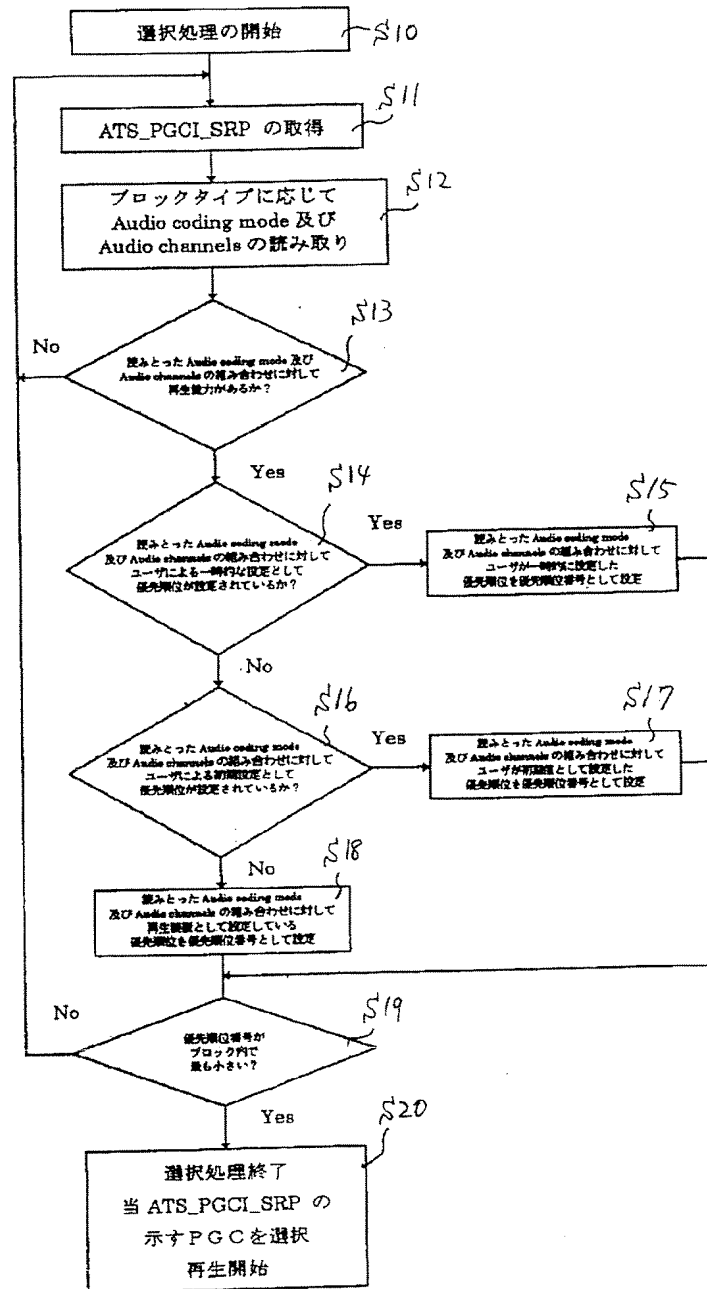 選択処理の開始
S10
S11
ATS_PGCI_SRP の取得
S12
ブロックタイプに応じて
Audio coding mode 及び
Audio channels の読み取り
S13
No
読みとった Audio coding mode 及び
Audio channels の組み合わせに対して
再生能力があるか？
Yes
S14
読みとった Audio coding mode
及び Audio channels の組み合わせに対して
ユーザによる一時的な設定として
優先順位が設定されているか？
Yes
S15
読みとった Audio coding mode
及び Audio channels の組み合わせに対して
ユーザが一時的に設定した
優先順位を優先順位番号として設定
No
S16
読みとった Audio coding mode
及び Audio channels の組み合わせに対して
ユーザによる初期設定として
優先順位が設定されているか？
Yes
S17
読みとった Audio coding mode
及び Audio channels の組み合わせに対して
ユーザが初期値として設定した
優先順位を優先順位番号として設定
No
S18
読みとった Audio coding mode
及び Audio channels の組み合わせに対して
再生装置として設定している
優先順位を優先順位番号として設定
No
S19
優先順位番号が
ブロック内で
最も小さい？
Yes
S20
選択処理終了
当 ATS_PGCI_SRP の
示すＰＧＣを選択
再生開始